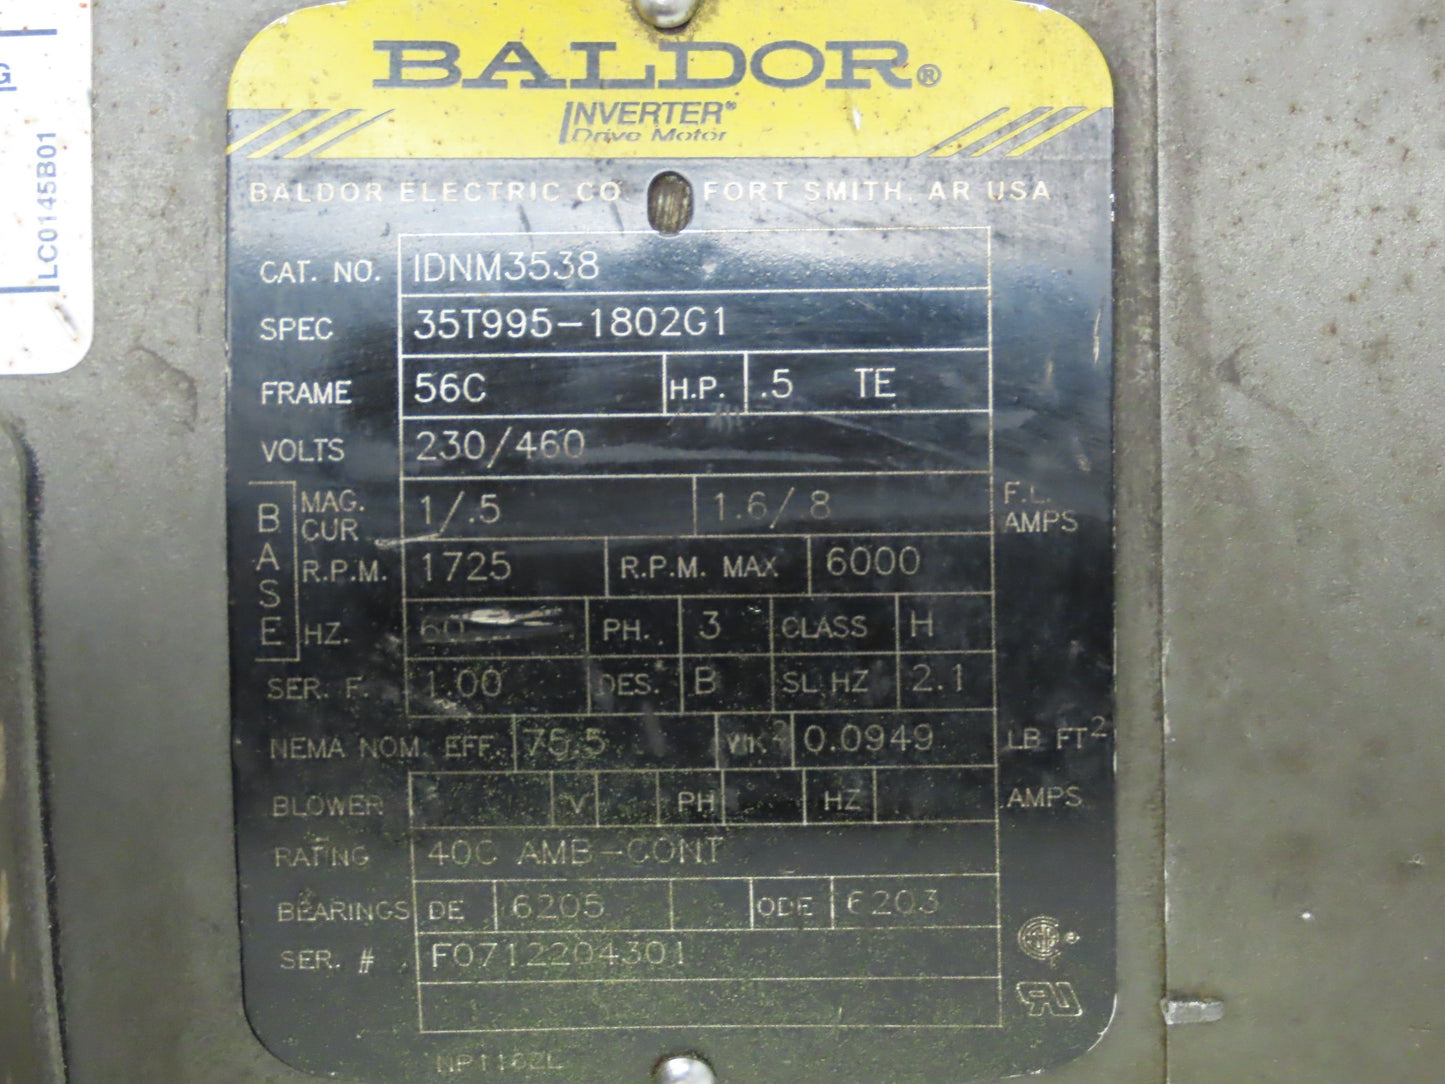 BALDOR®
INVERTER®
Drive Motor
BALDOR ELECTRIC CO FORT SMITH, AR USA
CAT. NO. IDNM3538
SPEC 35T995-1802G1
FRAME 56C H.P. .5 TE
VOLTS 230/460
BASE
MAG. CUR 1/.5 1.6/.8 F.L. AMPS
R.P.M. 1725 R.P.M. MAX 6000
HZ. 60 PH. 3 CLASS H
SER. F. 1.00 DES. B SL HZ 2.1
NEMA NOM. EFF. 75.5 WK² 0.0949 LB FT²
BLOWER V PH HZ AMPS
RATING 40C AMB-CONT
BEARINGS DE 6205 ODE 6203
SER. # F0712204301
LC0145B01